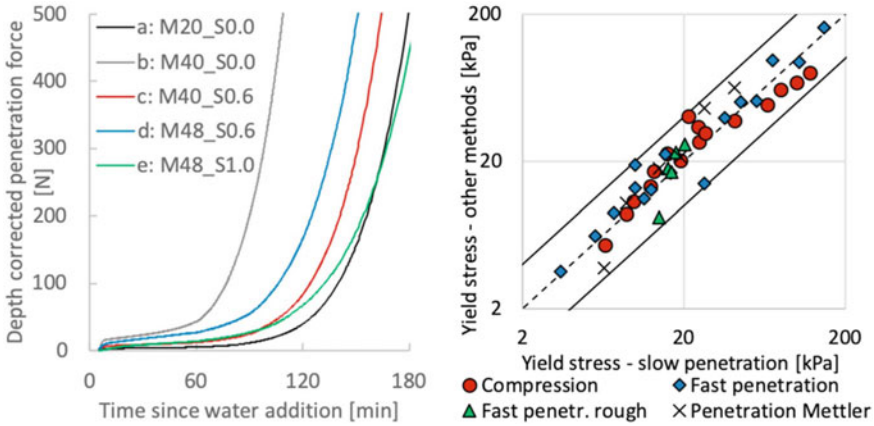 Depth corrected penetration force
[N]
500
400
300
200
100
0
a: M20_S0.0
b: M40_S0.0
c: M40_S0.6
d: M48_S0.6
e: M48_S1.0
0 60 120 180
Time since water addition [min]
Yield stress - other methods [kPa]
200
20
2
2 20 200
Yield stress - slow penetration [kPa]
Compression Fast penetration
Fast penetr. rough Penetration Mettler